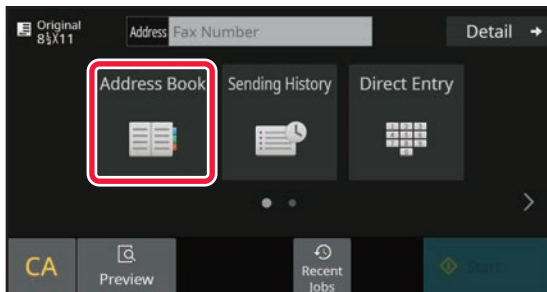 Original
8½X11
Address Fax Number
Detail
Address Book
Sending History
Direct Entry
CA
Preview
Recent
Jobs
Start